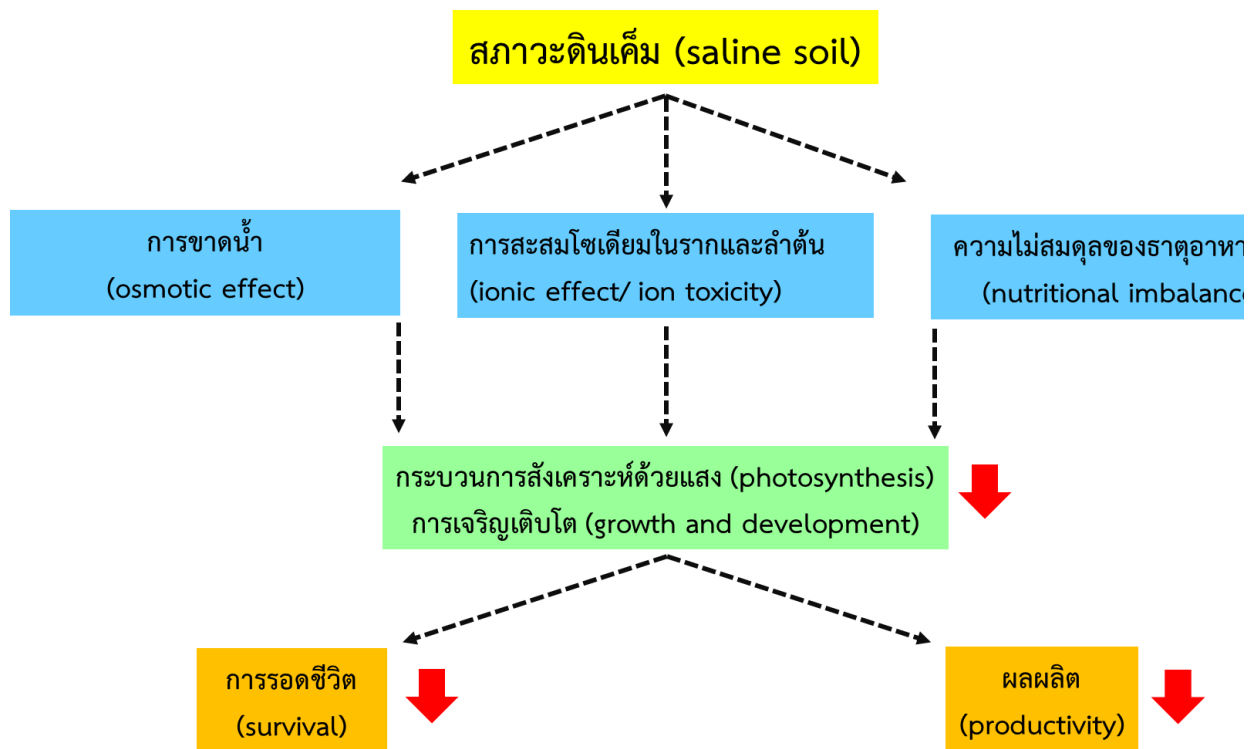 สภาวะดินเค็ม (saline soil)
การขาดน้ำ
(osmotic effect)
การสะสมโซเดียมในรากและลำต้น
(ionic effect/ ion toxicity)
ความไม่สมดุลของธาตุอาหา
(nutritional imbalance
กระบวนการสังเคราะห์ด้วยแสง (photosynthesis)
การเจริญเติบโต (growth and development)
การรอดชีวิต
(survival)
ผลผลิต
(productivity)